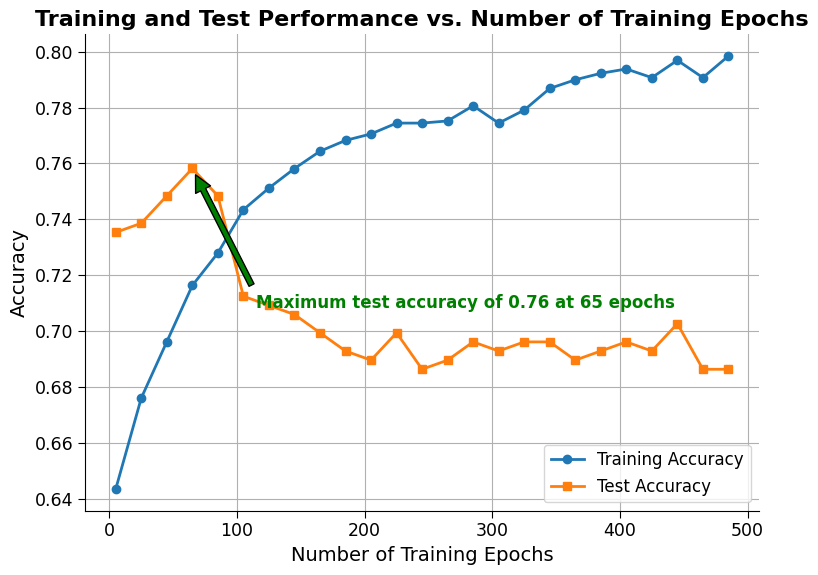 Training and Test Performance vs. Number of Training Epochs
0.80
0.78
0.76
0.74
0.72
0.70
0.68
0.66
0.64
Accuracy
Maximum test accuracy of 0.76 at 65 epochs
Training Accuracy
Test Accuracy
0 100 200 300 400 500
Number of Training Epochs